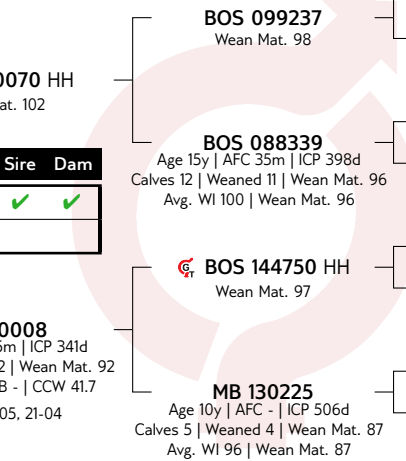 BOS 099237
Wean Mat. 98
0070 HH
at. 102
BOS 088339
Age 15y | AFC 35m | ICP 398d
Calves 12 | Weaned 11 | Wean Mat. 96
Avg. WI 100 | Wean Mat. 96
Sire Dam
✔ ✔
GT BOS 144750 HH
Wean Mat. 97
0008
m | ICP 341d
2 | Wean Mat. 92
B - | CCW 41.7
05, 21-04
MB 130225
Age 10y | AFC - | ICP 506d
Calves 5 | Weaned 4 | Wean Mat. 87
Avg. WI 96 | Wean Mat. 87